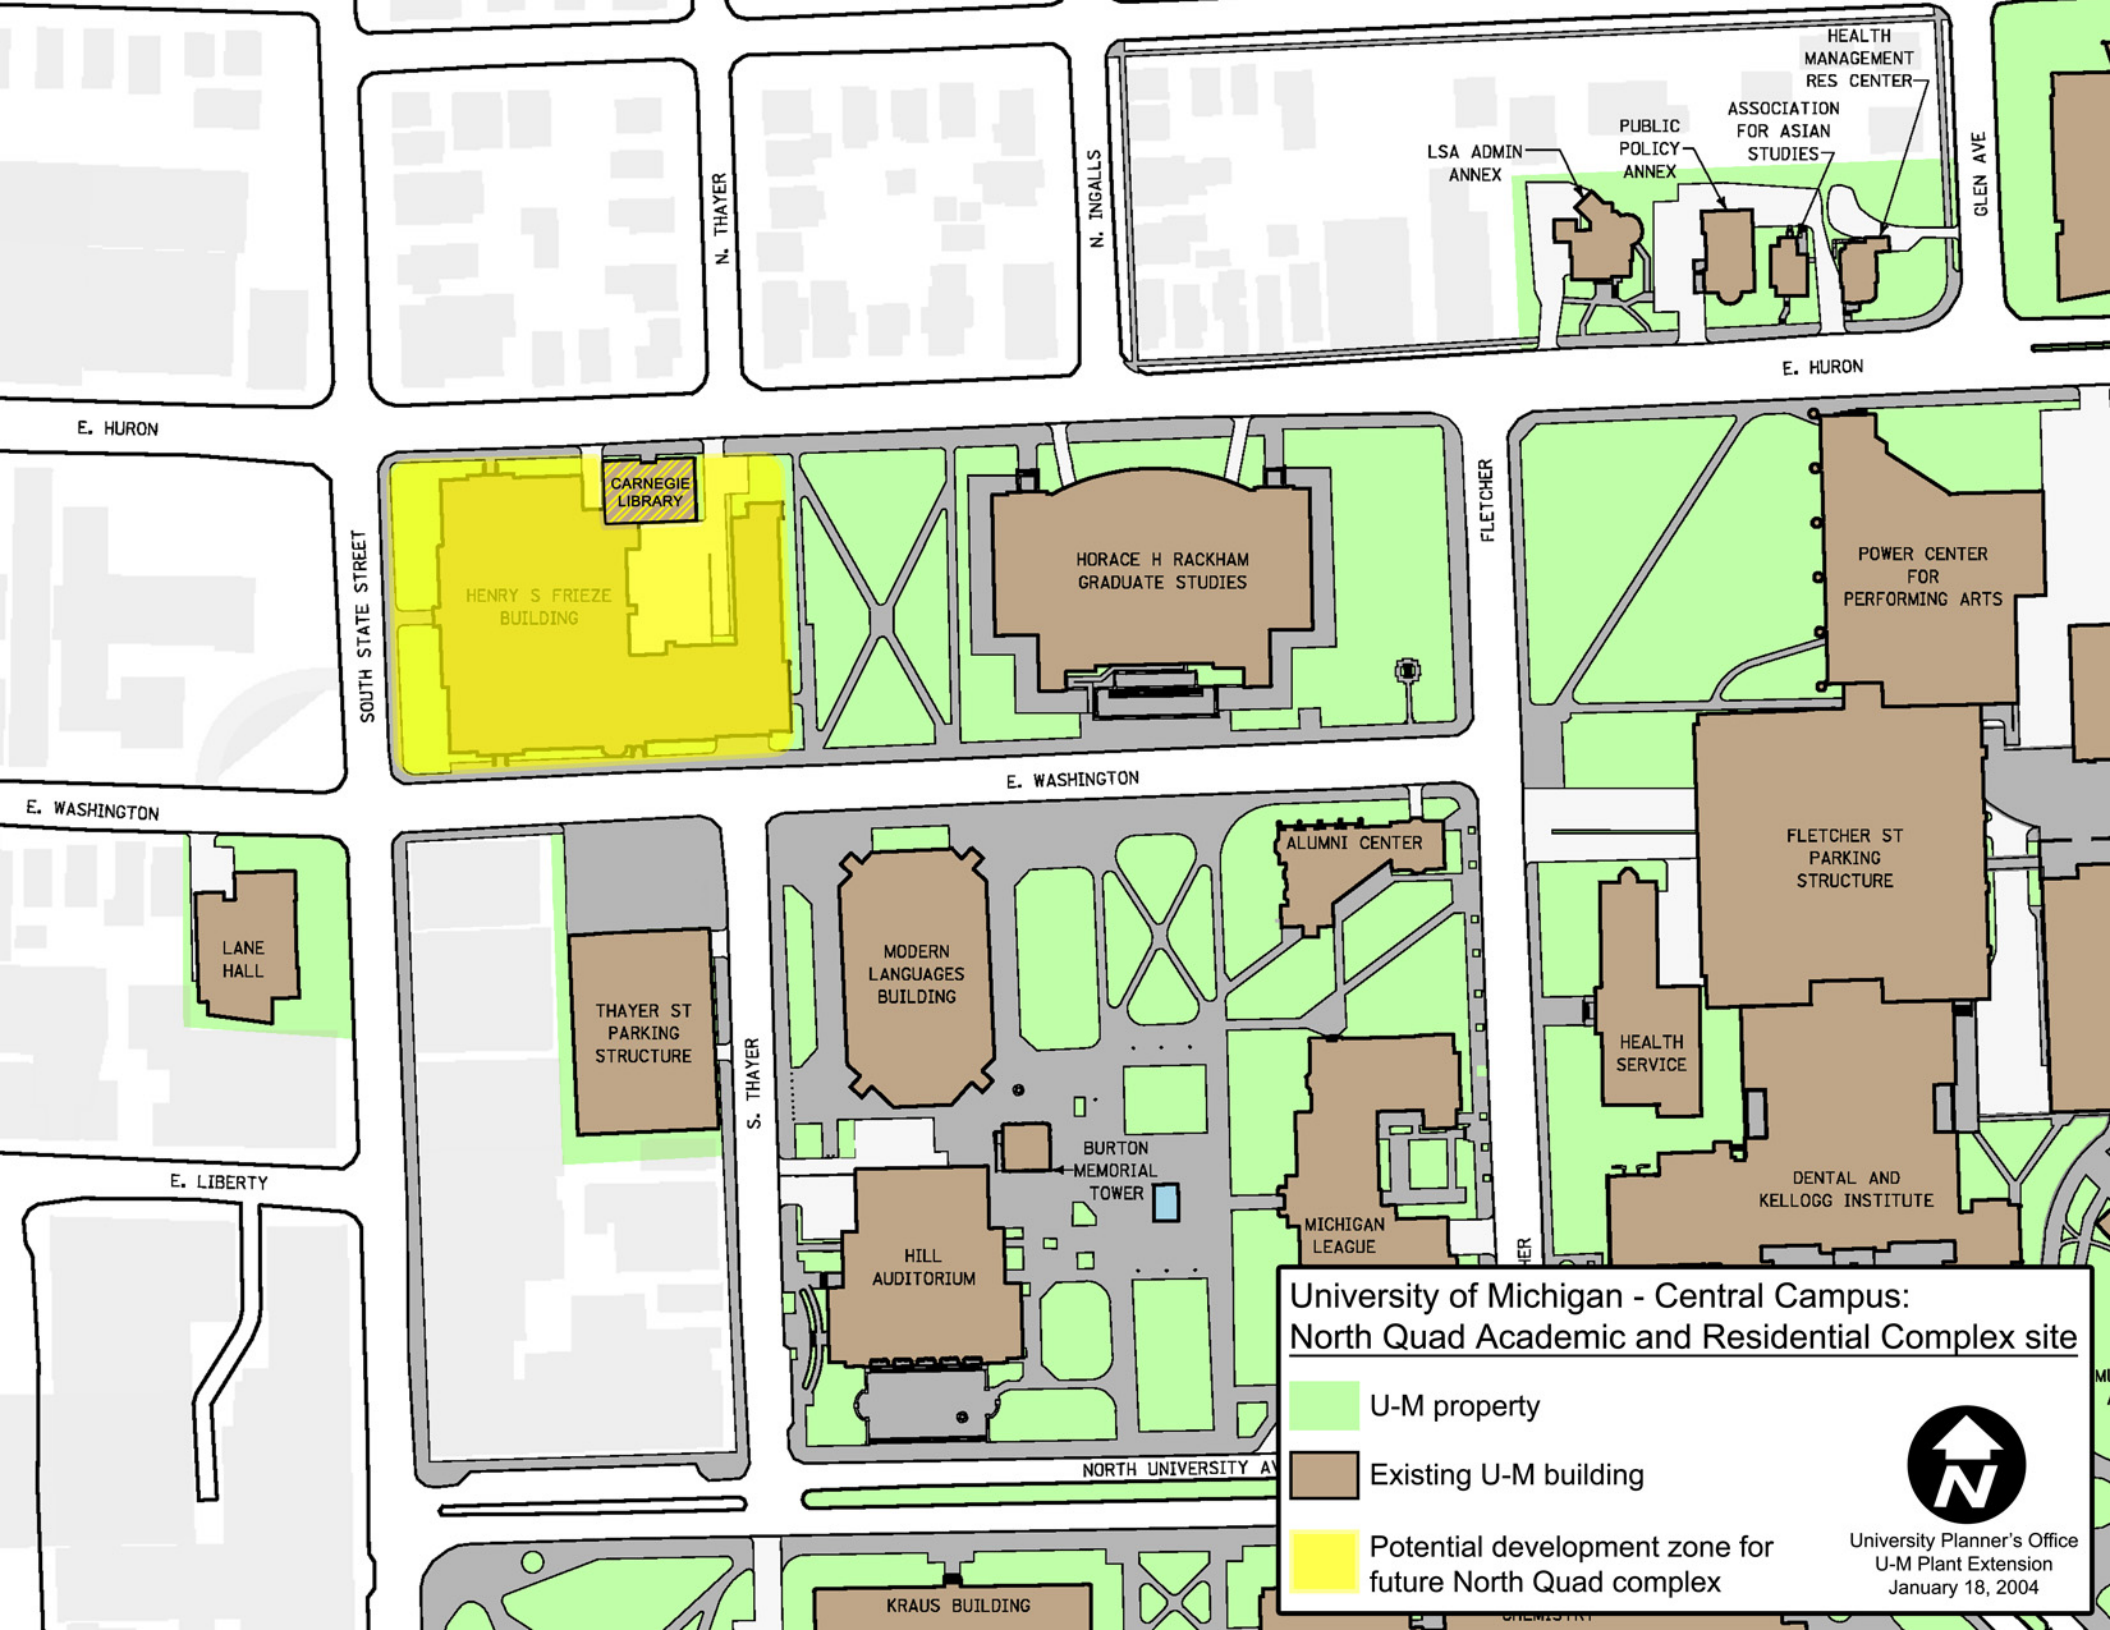 HEALTH
MANAGEMENT
RES CENTER
ASSOCIATION
FOR ASIAN
STUDIES
PUBLIC
POLICY
ANNEX
LSA ADMIN
ANNEX
N. THAYER
N. INGALLS
GLEN AVE
E. HURON
E. HURON
CARNEGIE
LIBRARY
HENRY S FRIEZE
BUILDING
SOUTH STATE STREET
HORACE H RACKHAM
GRADUATE STUDIES
FLETCHER
POWER CENTER
FOR
PERFORMING ARTS
E. WASHINGTON
E. WASHINGTON
LANE
HALL
THAYER ST
PARKING
STRUCTURE
S. THAYER
MODERN
LANGUAGES
BUILDING
ALUMNI CENTER
FLETCHER ST
PARKING
STRUCTURE
HEALTH
SERVICE
BURTON
MEMORIAL
TOWER
E. LIBERTY
HILL
AUDITORIUM
MICHIGAN
LEAGUE
DENTAL AND
KELLOGG INSTITUTE
HER
NORTH UNIVERSITY AV
KRAUS BUILDING
University of Michigan - Central Campus:
North Quad Academic and Residential Complex site
U-M property
Existing U-M building
Potential development zone for
future North Quad complex
N
University Planner's Office
U-M Plant Extension
January 18, 2004
CHEMISTRY